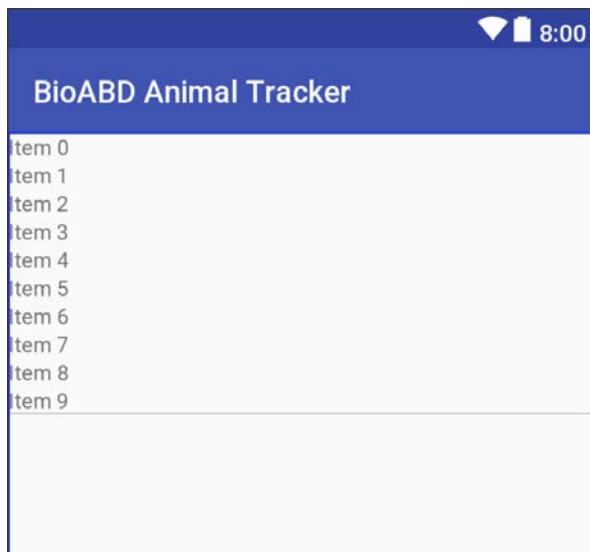 8:00
BioABD Animal Tracker
Item 0
Item 1
Item 2
Item 3
Item 4
Item 5
Item 6
Item 7
Item 8
Item 9